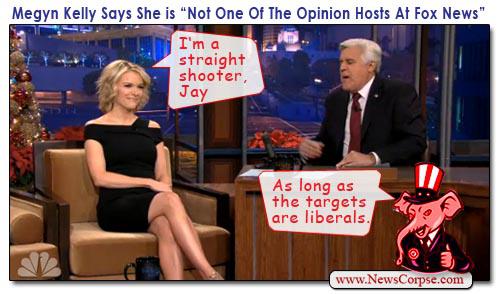 Megyn Kelly Says She is “Not One Of The Opinion Hosts At Fox News”
I'm a
straight
shooter,
Jay
As long as
the targets
are liberals.
www.NewsCorpse.com